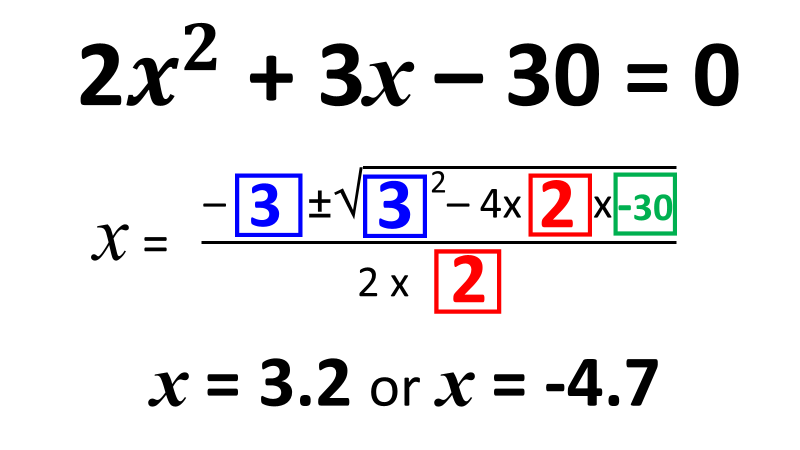 2x² + 3x – 30 = 0
x = – 3 ± √ 3 ² – 4x 2 x -30
2 x 2
x = 3.2 or x = -4.7